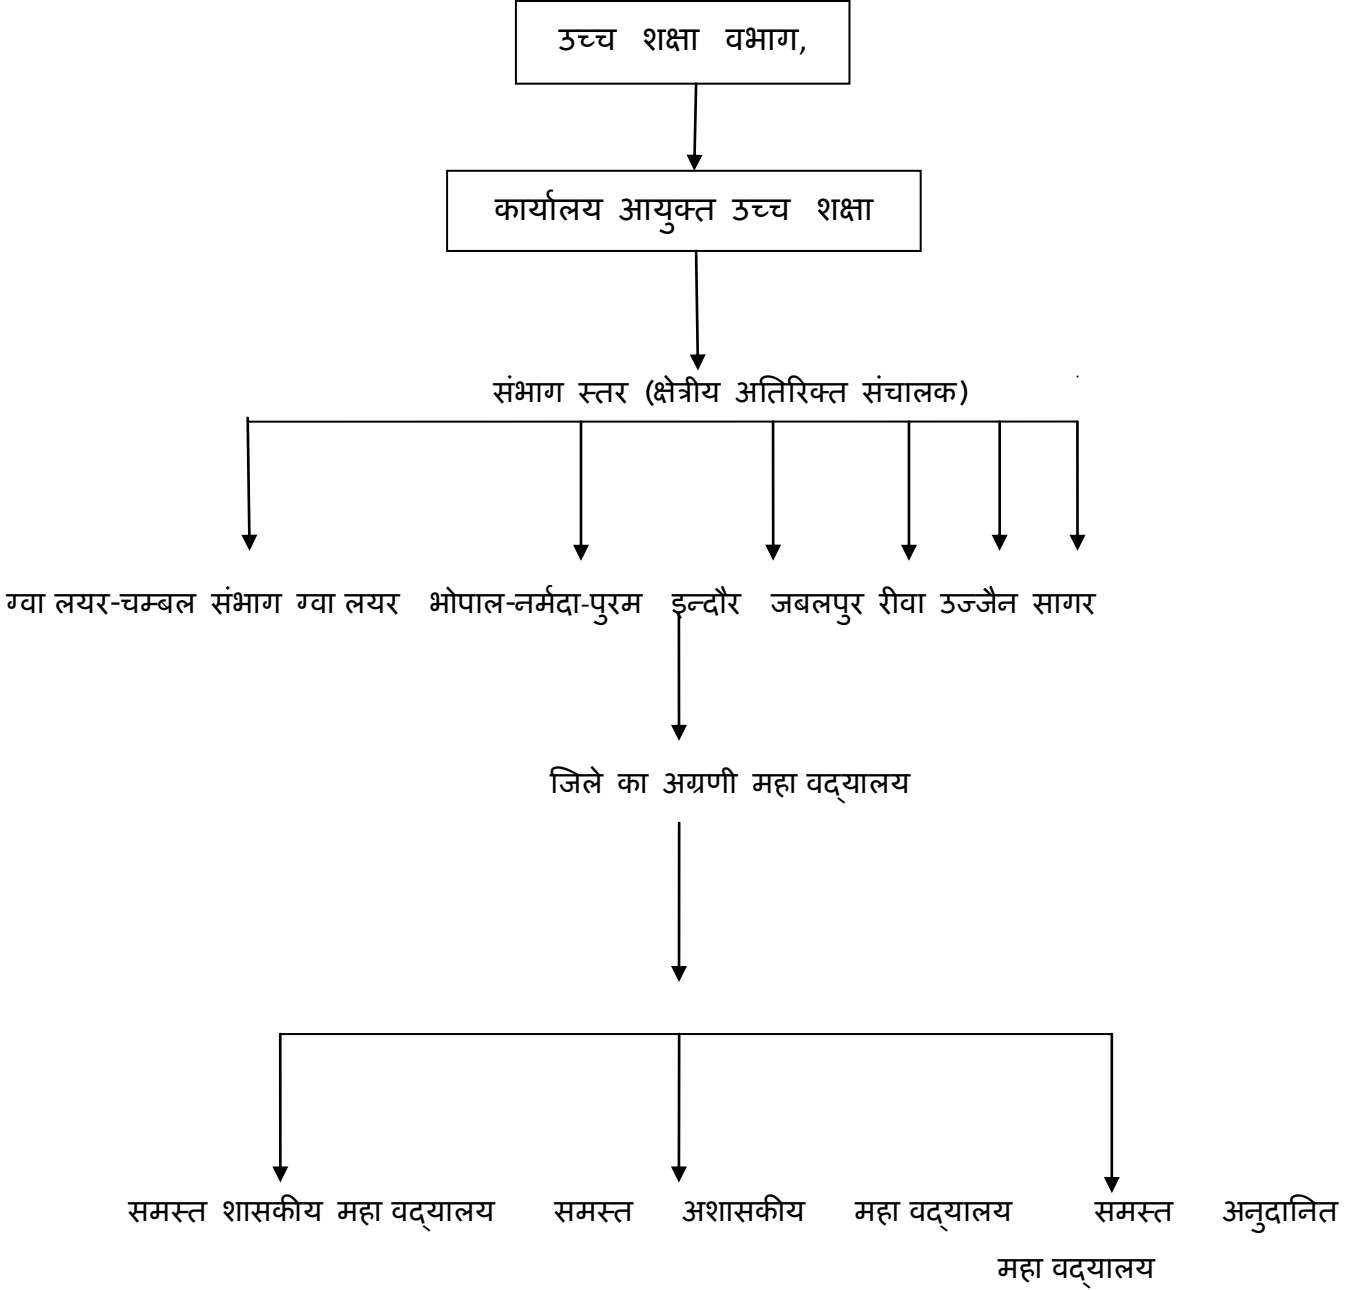 उच्च शक्षा वभाग,
कार्यालय आयुक्त उच्च शक्षा
संभाग स्तर (क्षेत्रीय अतिरिक्त संचालक)
ग्वा लयर-चम्बल संभाग ग्वा लयर भोपाल-नर्मदा-पुरम इन्दौर जबलपुर रीवा उज्जैन सागर
जिले का अग्रणी महा वद्यालय
समस्त शासकीय महा वद्यालय समस्त अशासकीय महा वद्यालय समस्त अनुदानित
महा वद्यालय